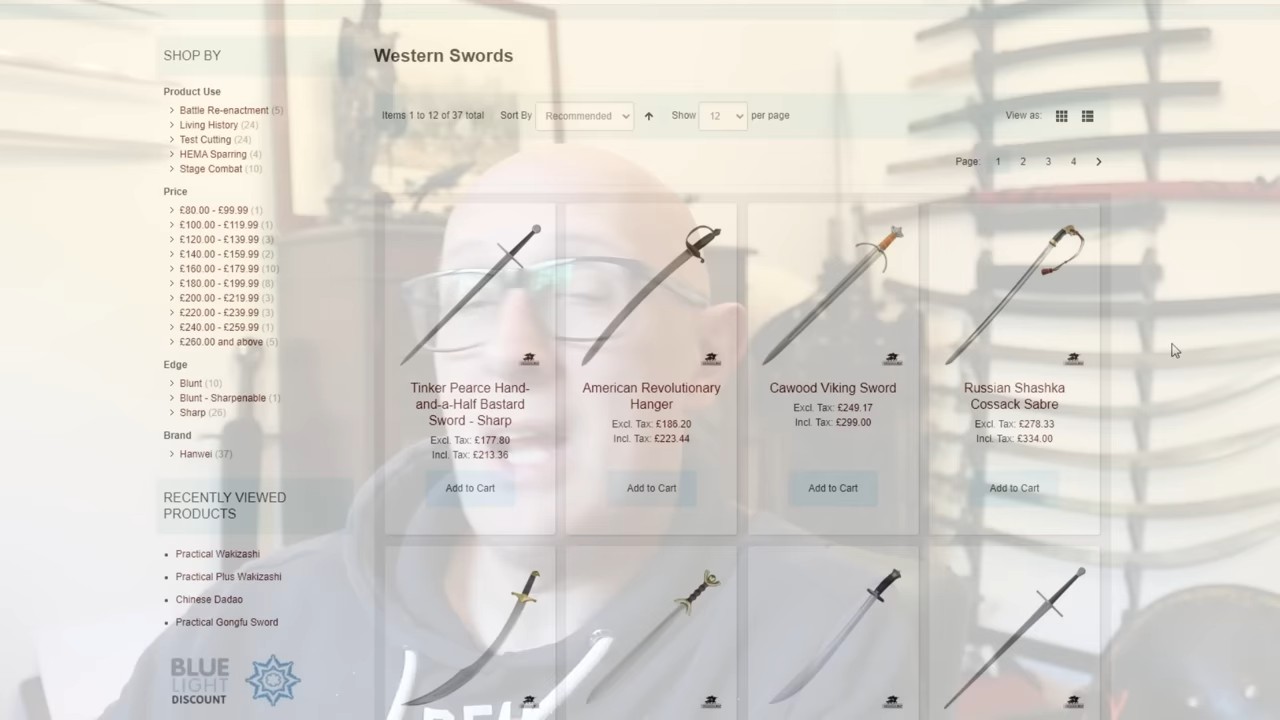 SHOP BY
Product Use
Battle Re-enactment (5)
Living History (24)
Test Cutting (24)
HEMA Sparring (4)
Stage Combat (10)
Price
£80.00 - £99.99 (1)
£100.00 - £119.99 (1)
£120.00 - £139.99 (3)
£140.00 - £159.99 (2)
£160.00 - £179.99 (10)
£180.00 - £199.99 (8)
£200.00 - £219.99 (3)
£220.00 - £239.99 (3)
£240.00 - £259.99 (1)
£260.00 and above (5)
Edge
Blunt (10)
Blunt - Sharpenable (1)
Sharp (26)
Brand
Hanwei (37)
RECENTLY VIEWED
PRODUCTS
Practical Wakizashi
Practical Plus Wakizashi
Chinese Dadao
Practical Gongfu Sword
BLUE
LIGHT
DISCOUNT
Western Swords
Items 1 to 12 of 37 total Sort By Recommended Show 12 per page View as:
Page: 1 2 3 4
Tinker Pearce Hand-
and-a-Half Bastard
Sword - Sharp
Excl. Tax: £177.80
Incl. Tax: £213.36
Add to Cart
American Revolutionary
Hanger
Excl. Tax: £186.20
Incl. Tax: £223.44
Add to Cart
Cawood Viking Sword
Excl. Tax: £249.17
Incl. Tax: £299.00
Add to Cart
Russian Shashka
Cossack Sabre
Excl. Tax: £278.33
Incl. Tax: £334.00
Add to Cart